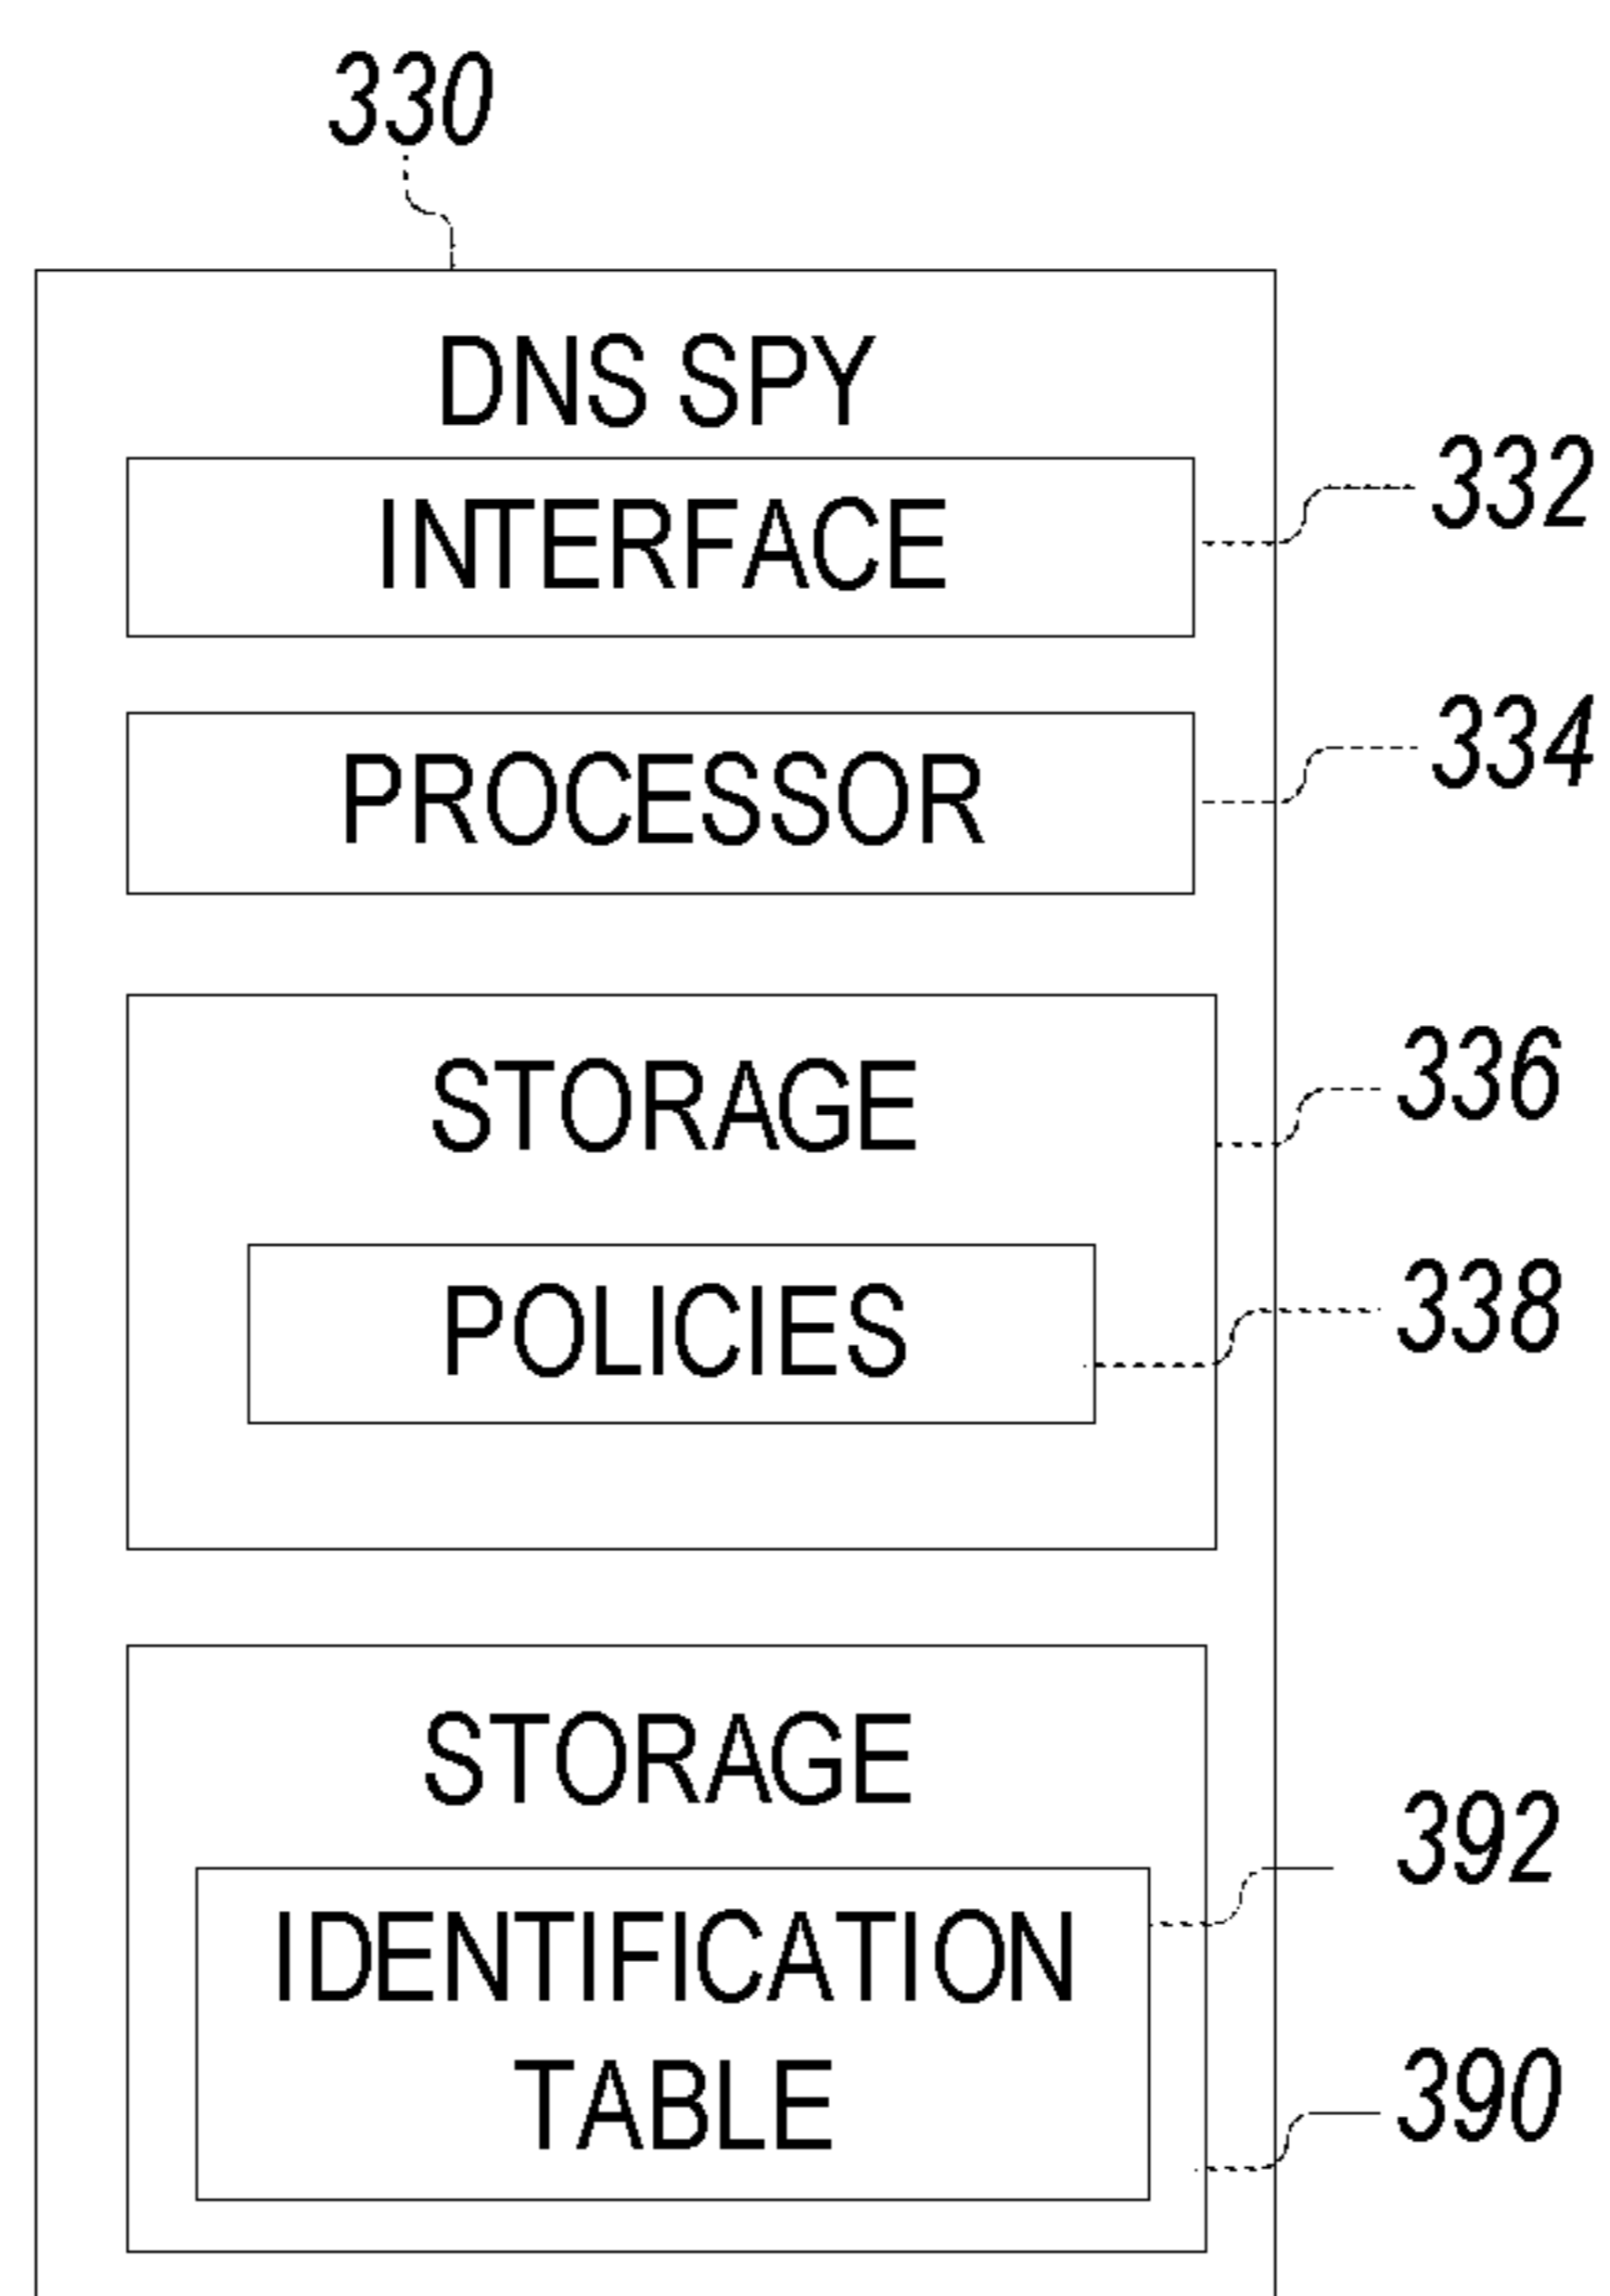 330
DNS SPY
INTERFACE
332
PROCESSOR
334
STORAGE
336
POLICIES
338
STORAGE
392
IDENTIFICATION
TABLE
390